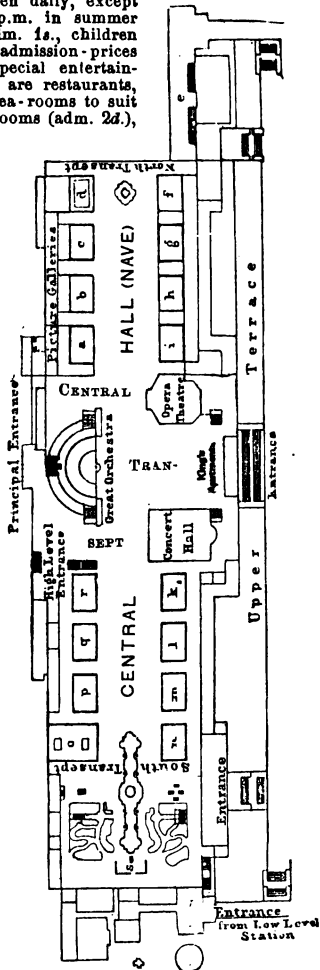 en daily, except
p.m. in summer
im. 1s., children
admission-prices
pecial entertain-
are restaurants,
ea-rooms to suit
ooms (adm. 2d.),
e
North Transept
d
f
c
g
Picture Galleries
HALL (NAVE)
b
h
a
i
Terrace
Principal Entrance
CENTRAL
Opera
Theatre
Great Orchestra
TRAN-
King's
Apartments
Entrance
SEPT
Concert
Hall
High Level
Entrance
r
k
q
l
CENTRAL
Upper
p
m
o
n
South Transept
Entrance
s
Entrance
from Low Level
Station